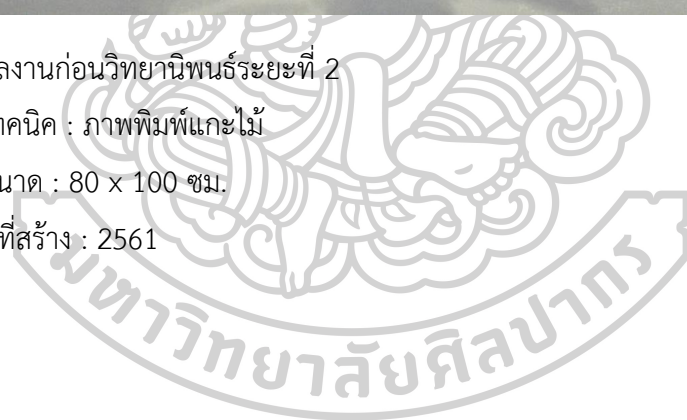 ลงานก่อนวิทยานิพนธ์ระยะที่ 2
ทคนิค : ภาพพิมพ์แกะไม้
นาด : 80 x 100 ซม.
ที่สร้าง : 2561
มหาวิทยาลัยศิลปากร